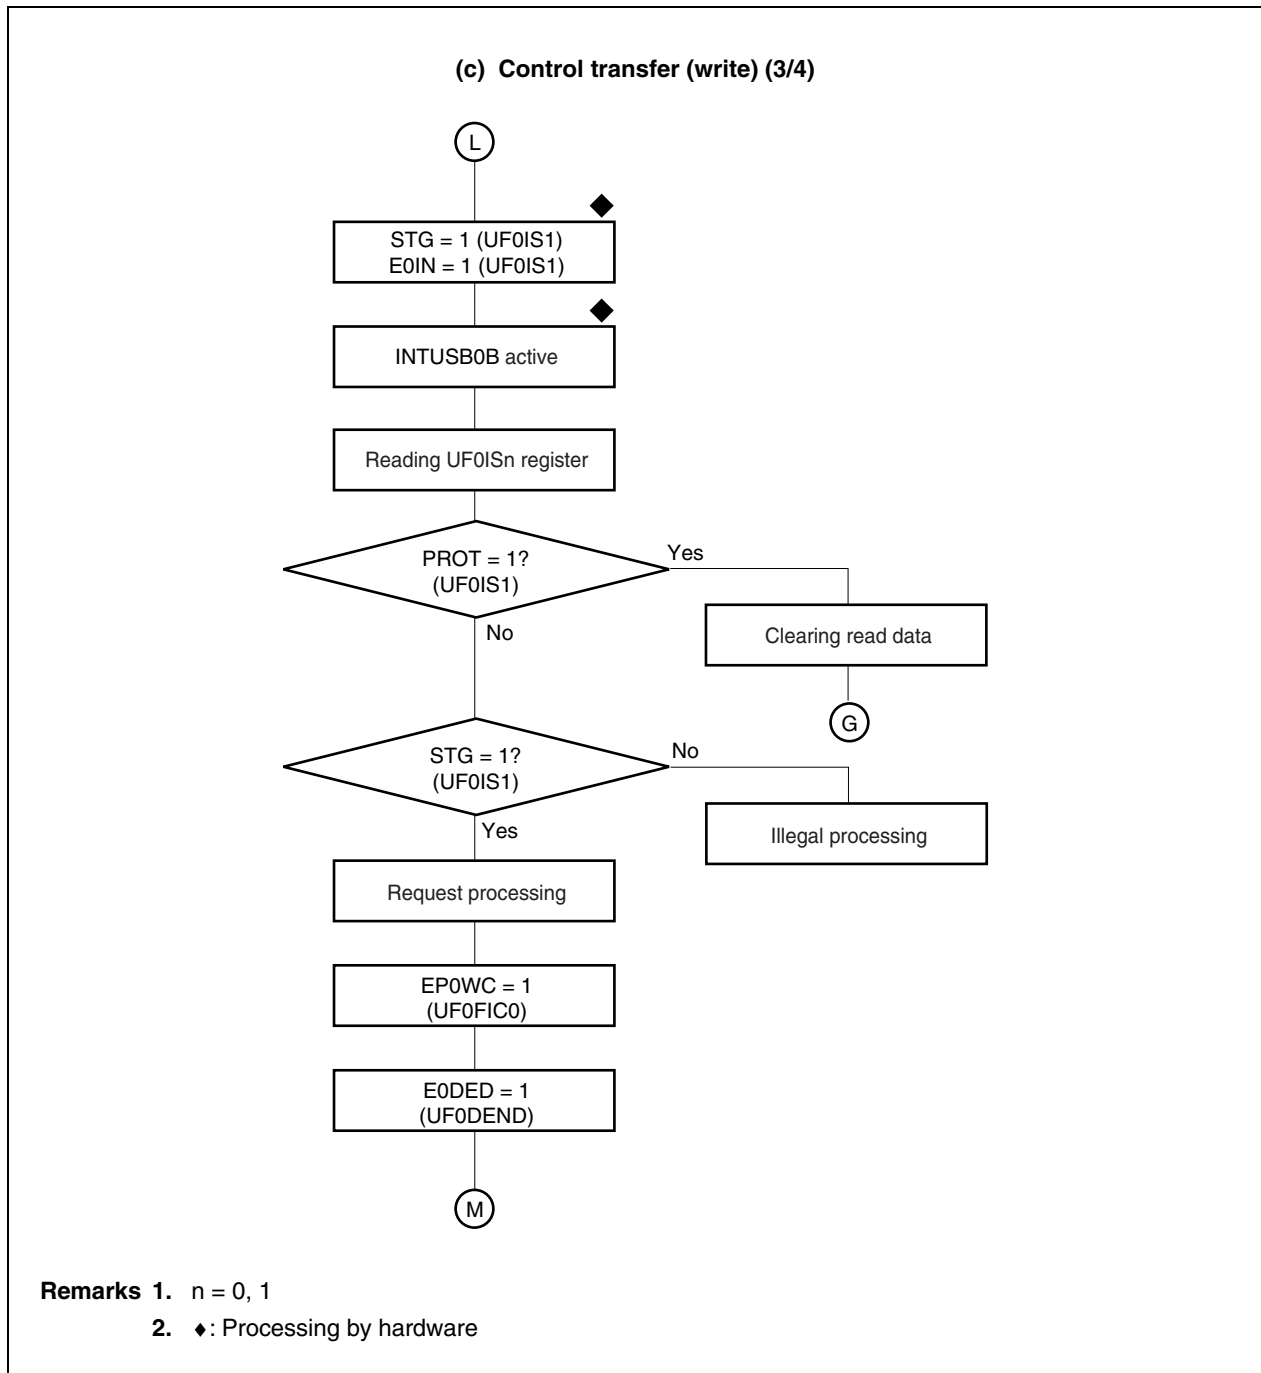 (c) Control transfer (write) (3/4)
L
STG = 1 (UF0IS1)
E0IN = 1 (UF0IS1)
INTUSB0B active
Reading UF0ISn register
PROT = 1?
(UF0IS1)
Yes
No
Clearing read data
G
STG = 1?
(UF0IS1)
No
Yes
Illegal processing
Request processing
EP0WC = 1
(UF0FIC0)
E0DED = 1
(UF0DEND)
M
Remarks 1. n = 0, 1
2. ♦: Processing by hardware